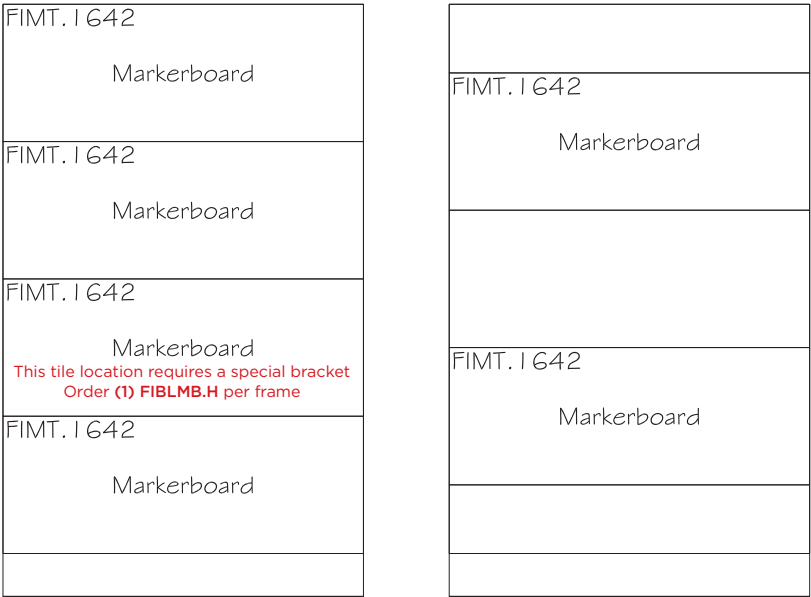 FIMT.1642
Markerboard
FIMT.1642
Markerboard
FIMT.1642
Markerboard
This tile location requires a special bracket
Order (1) FIBLMB.H per frame
FIMT.1642
Markerboard
FIMT.1642
Markerboard
FIMT.1642
Markerboard